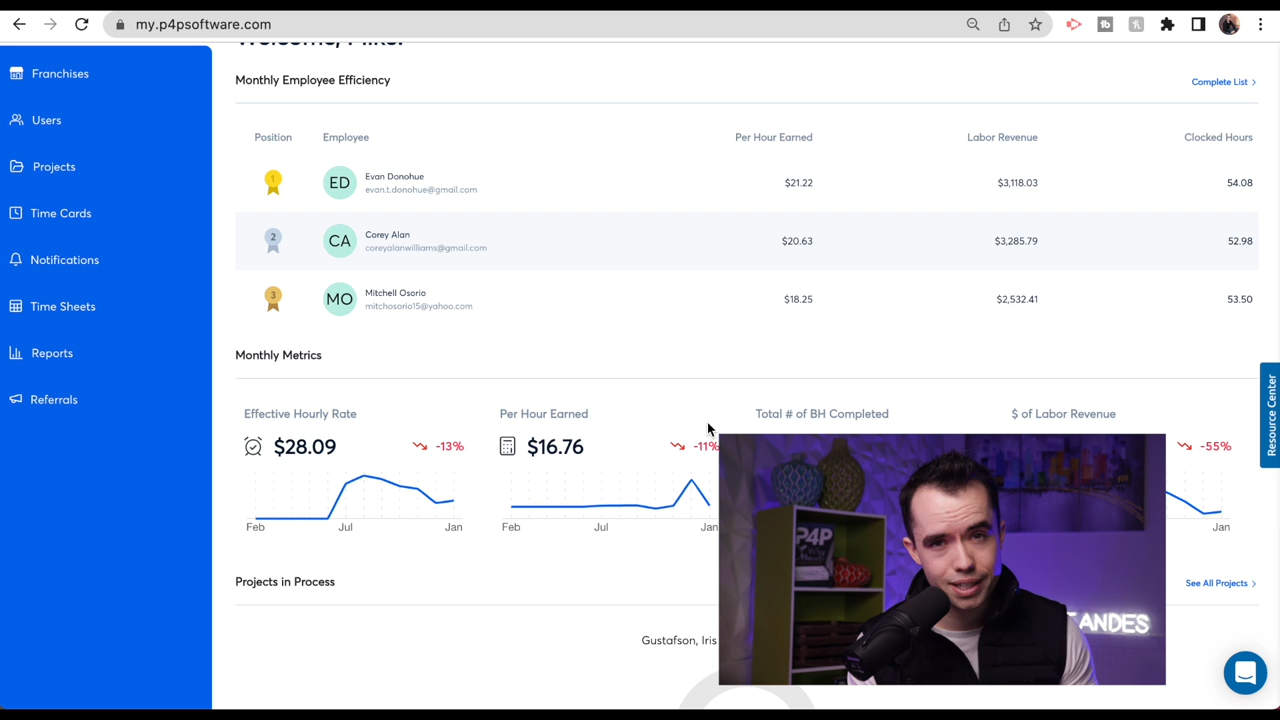 my.p4psoftware.com
Franchises
Users
Projects
Time Cards
Notifications
Time Sheets
Reports
Referrals
Monthly Employee Efficiency
Complete List >
Position Employee Per Hour Earned Labor Revenue Clocked Hours
1 ED Evan Donohue $21.22 $3,118.03 54.08
evan.t.donohue@gmail.com
2 CA Corey Alan $20.63 $3,285.79 52.98
coreyalanwilliams@gmail.com
3 MO Mitchell Osorio $18.25 $2,532.41 53.50
mitchosorio15@yahoo.com
Monthly Metrics
Effective Hourly Rate
$28.09 -13%
Feb Jul Jan
Per Hour Earned
$16.76 -11%
Feb Jul Jan
Total # of BH Completed
$ of Labor Revenue
-55%
Jan
Projects in Process
See All Projects >
Gustafson, Iris
Resource Center
P4P
ANDES